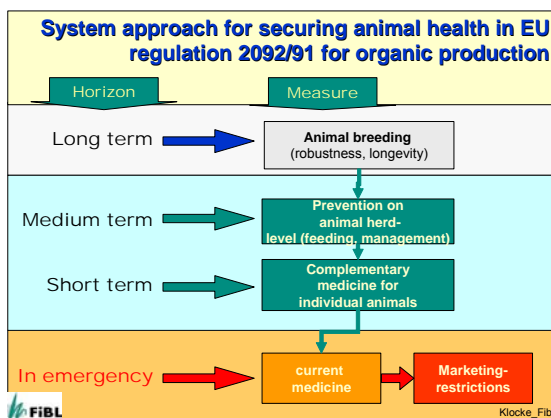 System approach for securing animal health in EU
regulation 2092/91 for organic production
Horizon
Measure
Long term
Animal breeding
(robustness, longevity)
Medium term
Prevention on
animal herd-
level (feeding, management)
Short term
Complementary
medicine for
individual animals
In emergency
current
medicine
Marketing-
restrictions
FiBL
Klocke_Fib